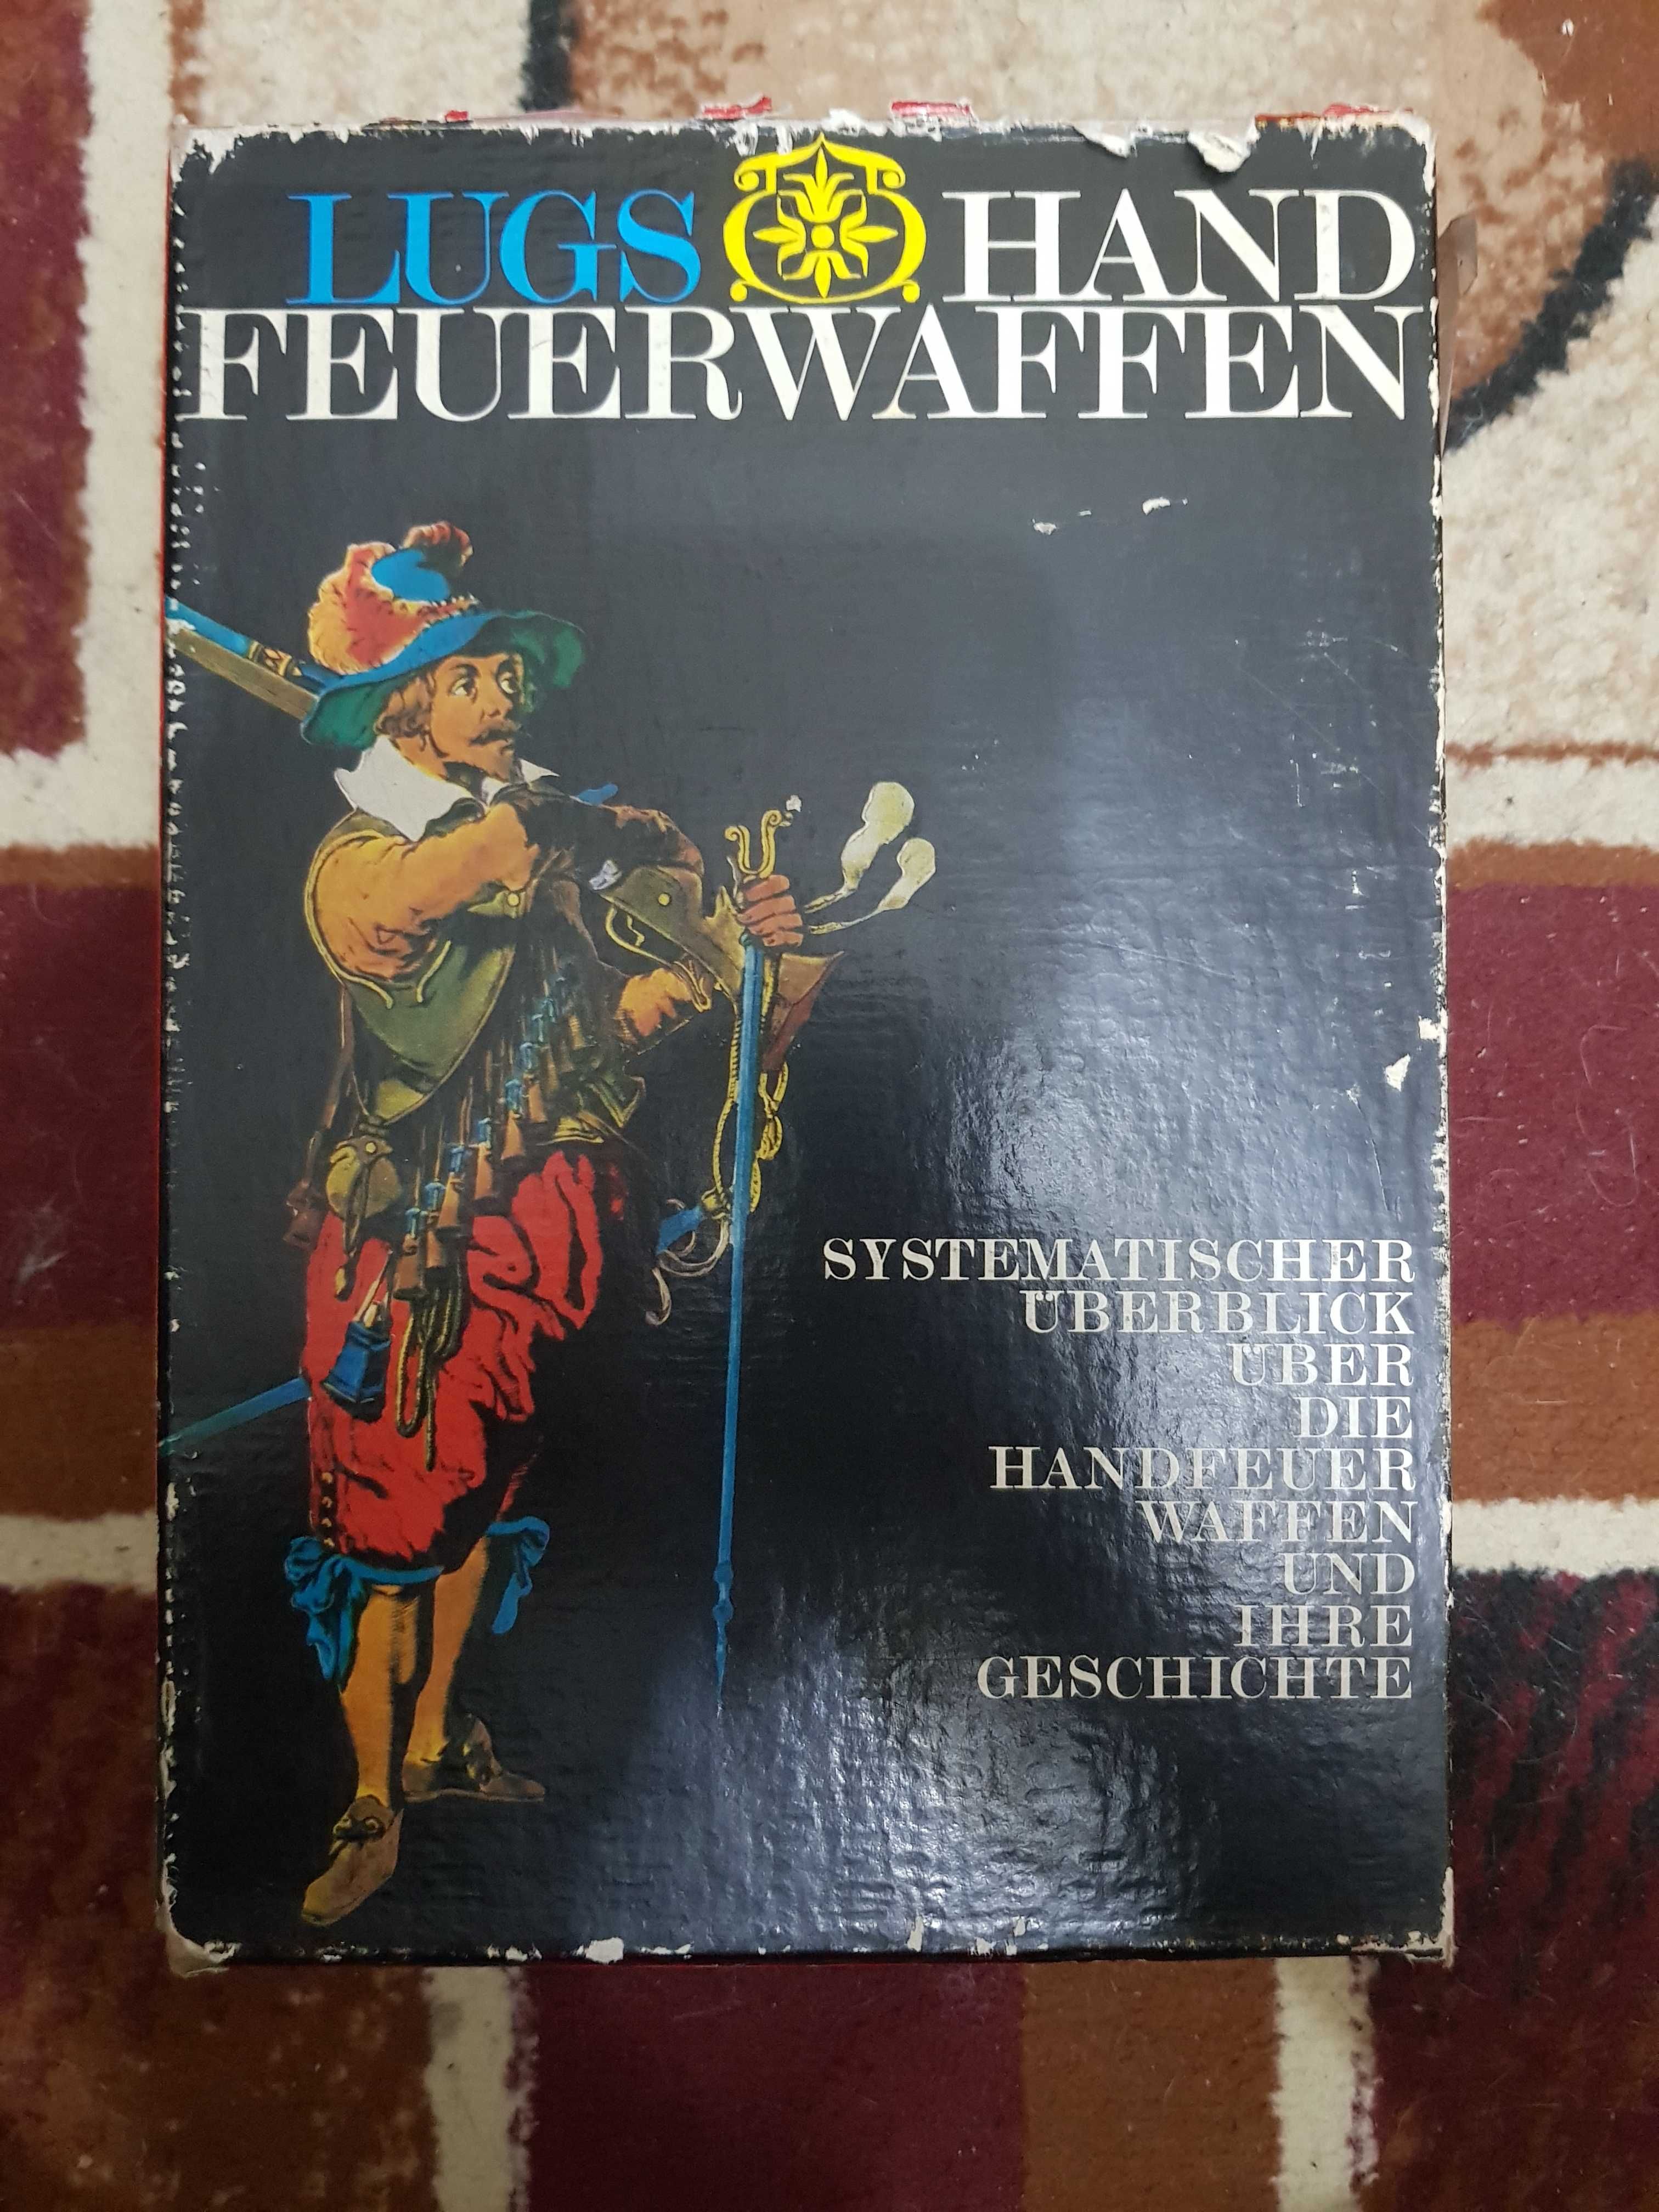 LUGS HAND
FEUERWAFFEN
SYSTEMATISCHER
ÜBERBLICK
ÜBER
DIE
HANDFEUER
WAFFEN
UND
IHRE
GESCHICHTE